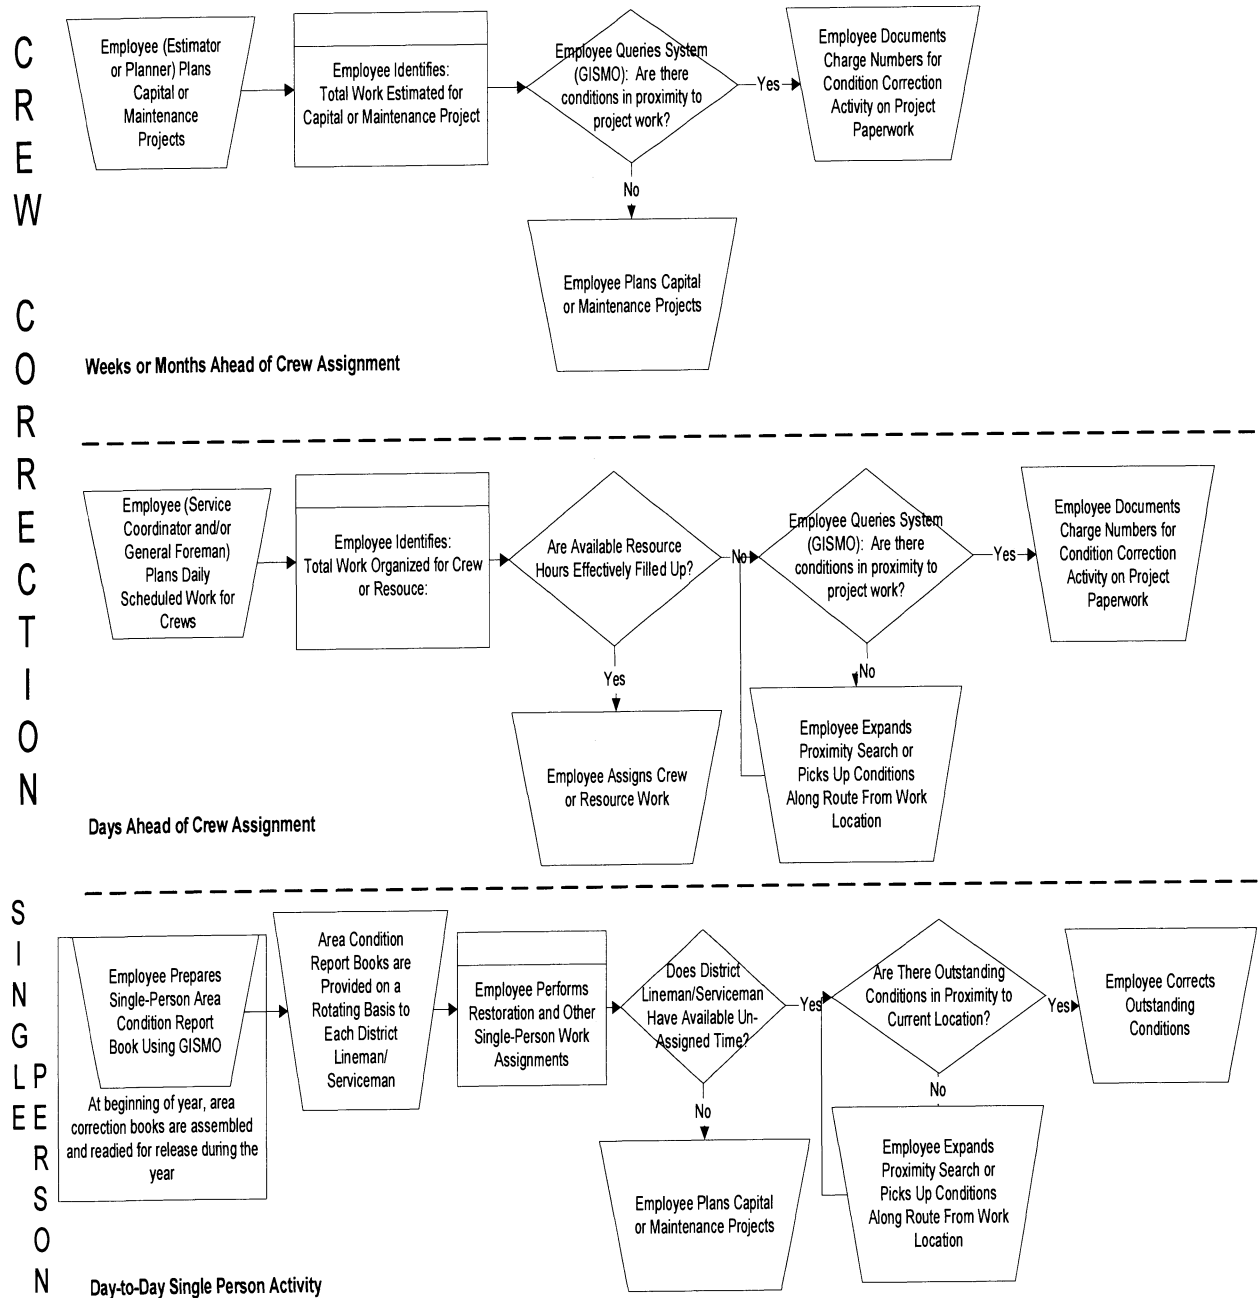 CREW CORRECTION
Employee (Estimator
or Planner) Plans
Capital or
Maintenance
Projects
Employee Identifies:
Total Work Estimated for
Capital or Maintenance Project
Employee Queries System
(GISMO): Are there
conditions in proximity to
project work?
Yes
Employee Documents
Charge Numbers for
Condition Correction
Activity on Project
Paperwork
No
Employee Plans Capital
or Maintenance Projects
Weeks or Months Ahead of Crew Assignment
Employee (Service
Coordinator and/or
General Foreman)
Plans Daily
Scheduled Work for
Crews
Employee Identifies:
Total Work Organized for Crew
or Resouce:
Are Available Resource
Hours Effectively Filled Up?
No
Employee Queries System
(GISMO): Are there
conditions in proximity to
project work?
Yes
Employee Documents
Charge Numbers for
Condition Correction
Activity on Project
Paperwork
Yes
Employee Assigns Crew
or Resource Work
No
Employee Expands
Proximity Search or
Picks Up Conditions
Along Route From Work
Location
Days Ahead of Crew Assignment
SINGLE
PERSON
Employee Prepares
Single-Person Area
Condition Report
Book Using GISMO
At beginning of year, area
correction books are assembled
and readied for release during the
year
Area Condition
Report Books are
Provided on a
Rotating Basis to
Each District
Lineman/
Serviceman
Employee Performs
Restoration and Other
Single-Person Work
Assignments
Does District
Lineman/Serviceman
Have Available Un-
Assigned Time?
Yes
Are There Outstanding
Conditions in Proximity to
Current Location?
Yes
Employee Corrects
Outstanding
Conditions
No
Employee Plans Capital
or Maintenance Projects
No
Employee Expands
Proximity Search or
Picks Up Conditions
Along Route From Work
Location
Day-to-Day Single Person Activity